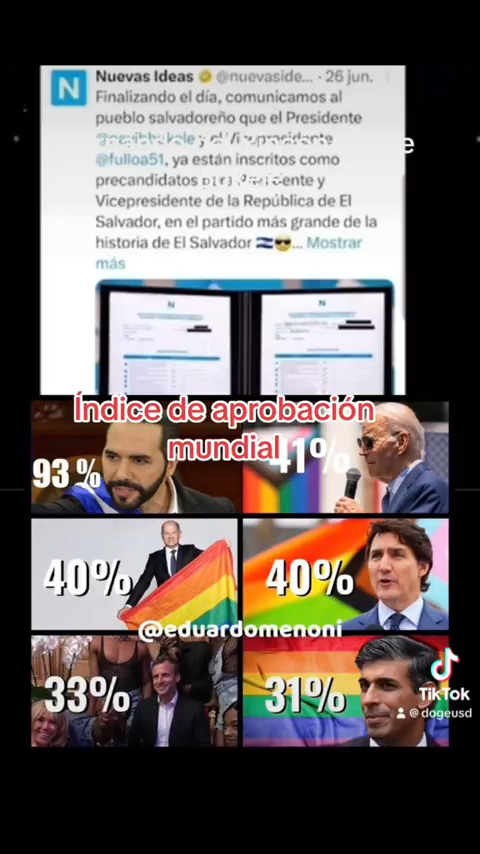 Nuevas Ideas @nuevaside... · 26 jun.
Finalizando el día, comunicamos al
pueblo salvadoreño que el Presidente
y el Vicepresidente
@fulloa51, ya están inscritos como
precandidatos
Vicepresidente de la República de El
Salvador, en el partido más grande de la
historia de El Salvador 🇸🇻😎... Mostrar
más
N
N
N
Índice de aprobación
mundial
93 %
41%
40%
40%
@eduardomenoni
33%
31%
TikTok
@dogeusd